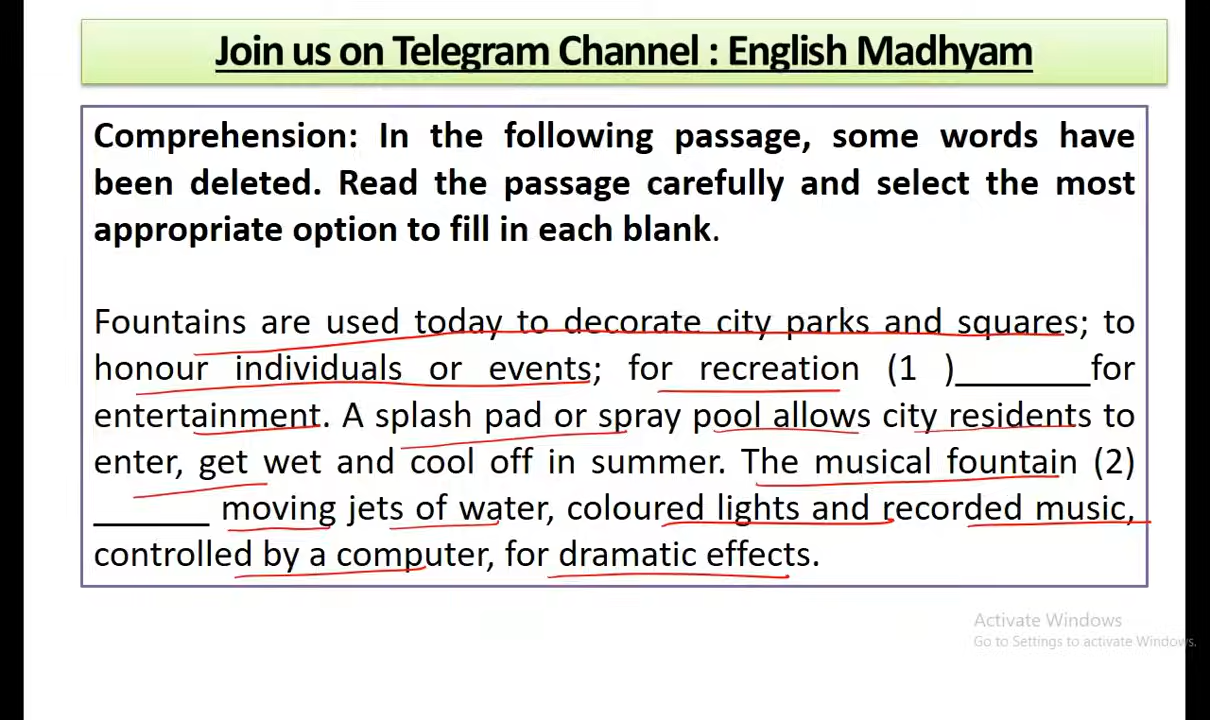 Join us on Telegram Channel : English Madhyam
Comprehension: In the following passage, some words have
been deleted. Read the passage carefully and select the most
appropriate option to fill in each blank.
Fountains are used today to decorate city parks and squares; to
honour individuals or events; for recreation (1 )_______for
entertainment. A splash pad or spray pool allows city residents to
enter, get wet and cool off in summer. The musical fountain (2)
______ moving jets of water, coloured lights and recorded music,
controlled by a computer, for dramatic effects.
Activate Windows
Go to Settings to activate Windows.